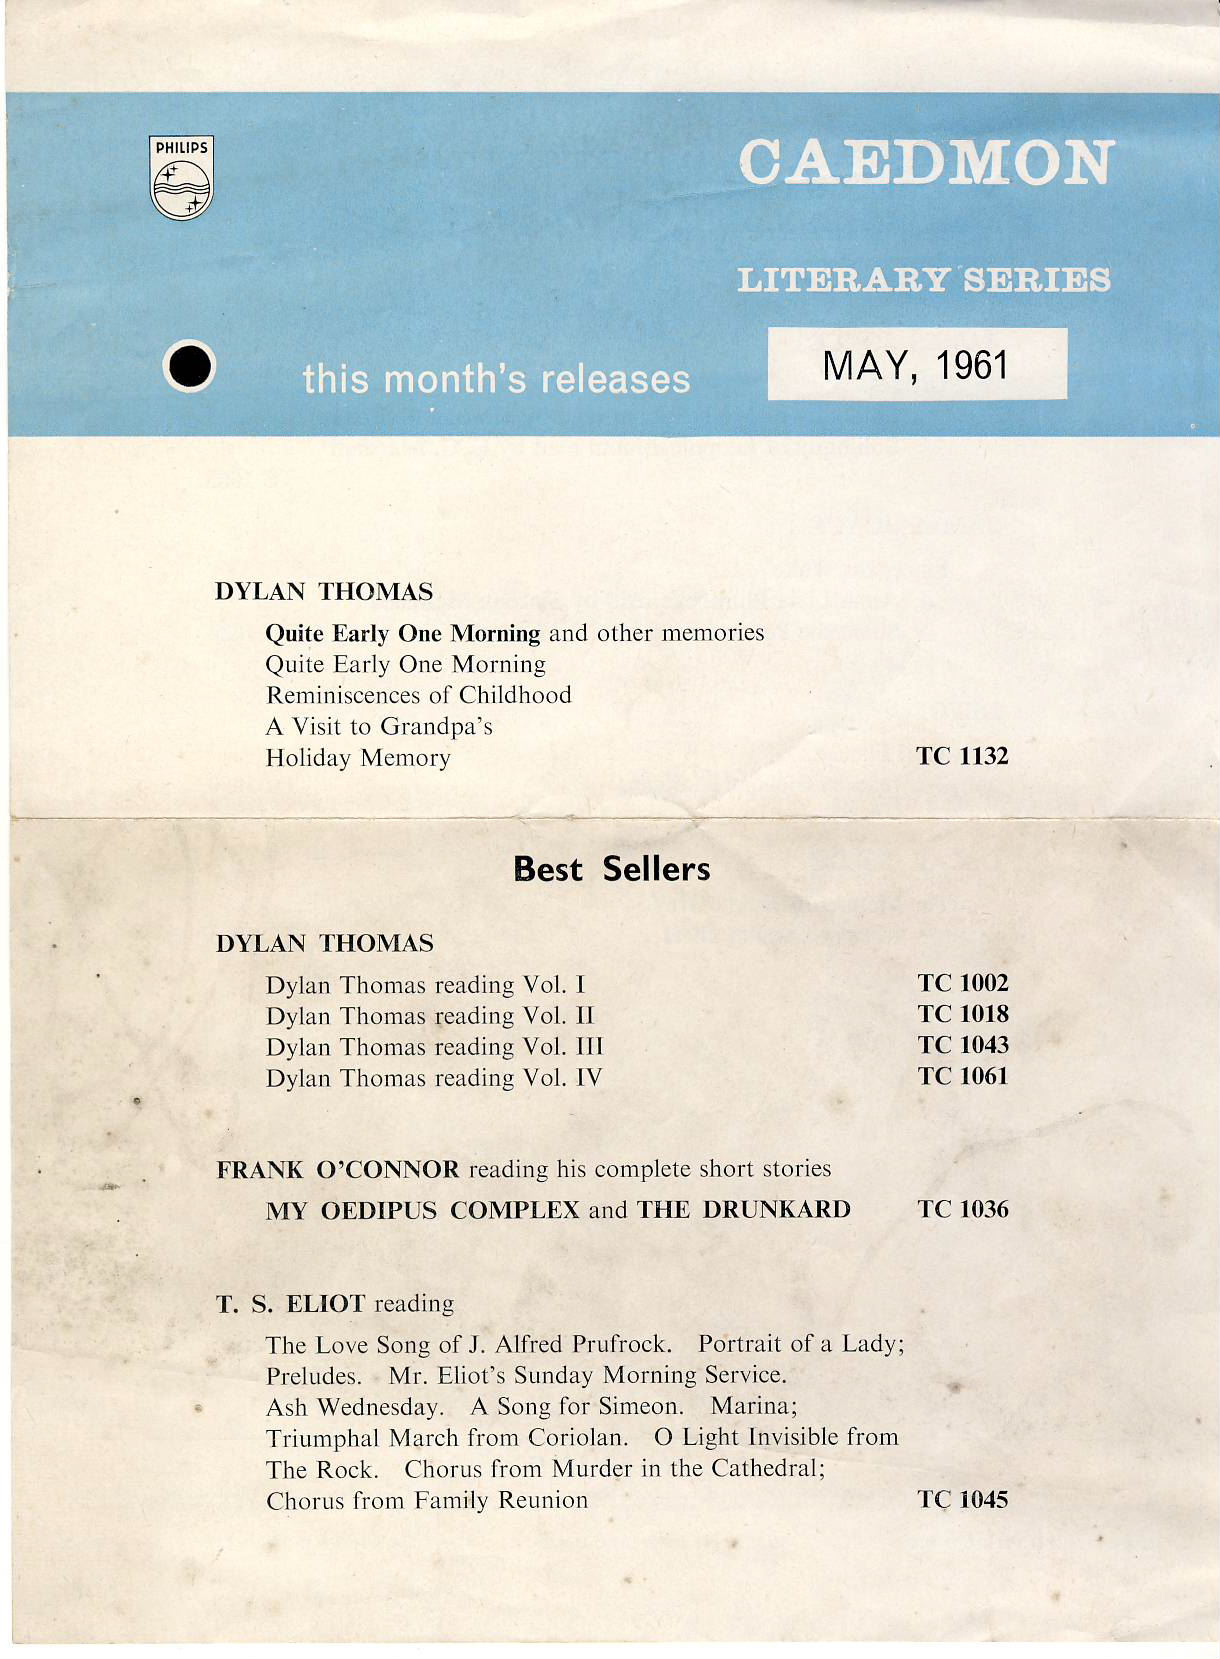 PHILIPS
CAEDMON
LITERARY SERIES
this month's releases
MAY, 1961
DYLAN THOMAS
Quite Early One Morning and other memories
Quite Early One Morning
Reminiscences of Childhood
A Visit to Grandpa's
Holiday Memory TC 1132
Best Sellers
DYLAN THOMAS
Dylan Thomas reading Vol. I TC 1002
Dylan Thomas reading Vol. II TC 1018
Dylan Thomas reading Vol. III TC 1043
Dylan Thomas reading Vol. IV TC 1061
FRANK O'CONNOR reading his complete short stories
MY OEDIPUS COMPLEX and THE DRUNKARD TC 1036
T. S. ELIOT reading
The Love Song of J. Alfred Prufrock. Portrait of a Lady;
Preludes. Mr. Eliot's Sunday Morning Service.
Ash Wednesday. A Song for Simeon. Marina;
Triumphal March from Coriolan. O Light Invisible from
The Rock. Chorus from Murder in the Cathedral;
Chorus from Family Reunion TC 1045